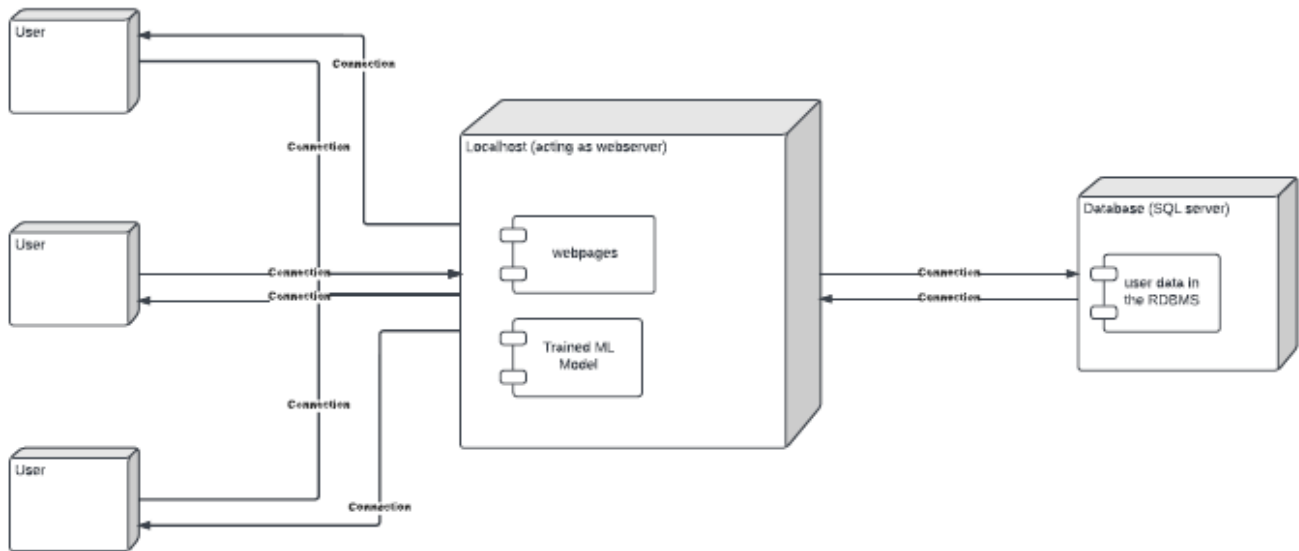 User
Connection
Connection
Localhost (acting as webserver)
Database (SQL server)
webpages
User
Connection
Connection
Connection
Connection
user data in
the RDBMS
Trained ML
Model
Connection
User
Connection